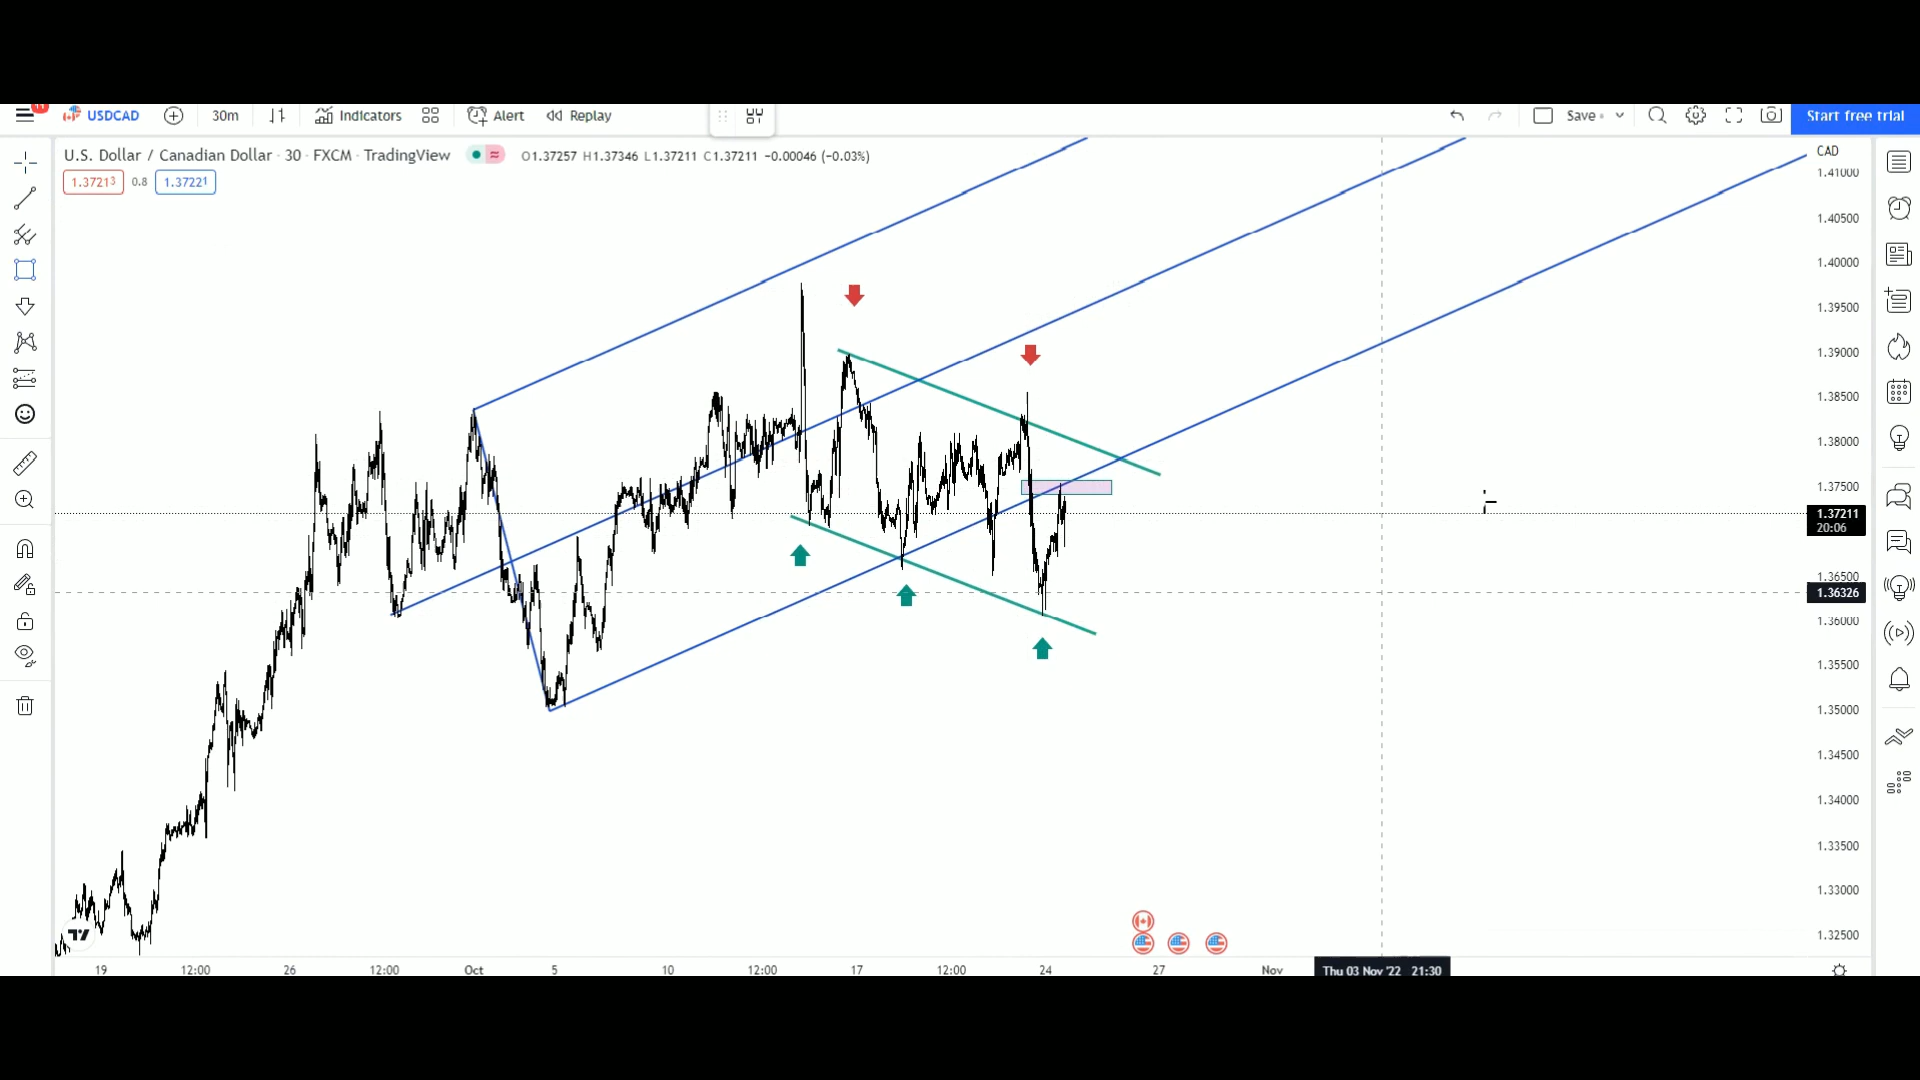 11
USDCAD
30m
Indicators
Alert
Replay
Save
Start free trial
U.S. Dollar / Canadian Dollar · 30 · FXCM · TradingView
O1.37257 H1.37346 L1.37211 C1.37211 −0.00046 (−0.03%)
1.37213
0.8
1.37221
CAD
1.41000
1.40500
1.40000
1.39500
1.39000
1.38500
1.38000
1.37500
1.37211
20:06
1.36500
1.36326
1.36000
1.35500
1.35000
1.34500
1.34000
1.33500
1.33000
1.32500
19
12:00
26
12:00
Oct
5
10
12:00
17
12:00
24
27
Nov
Thu 03 Nov '22 21:30